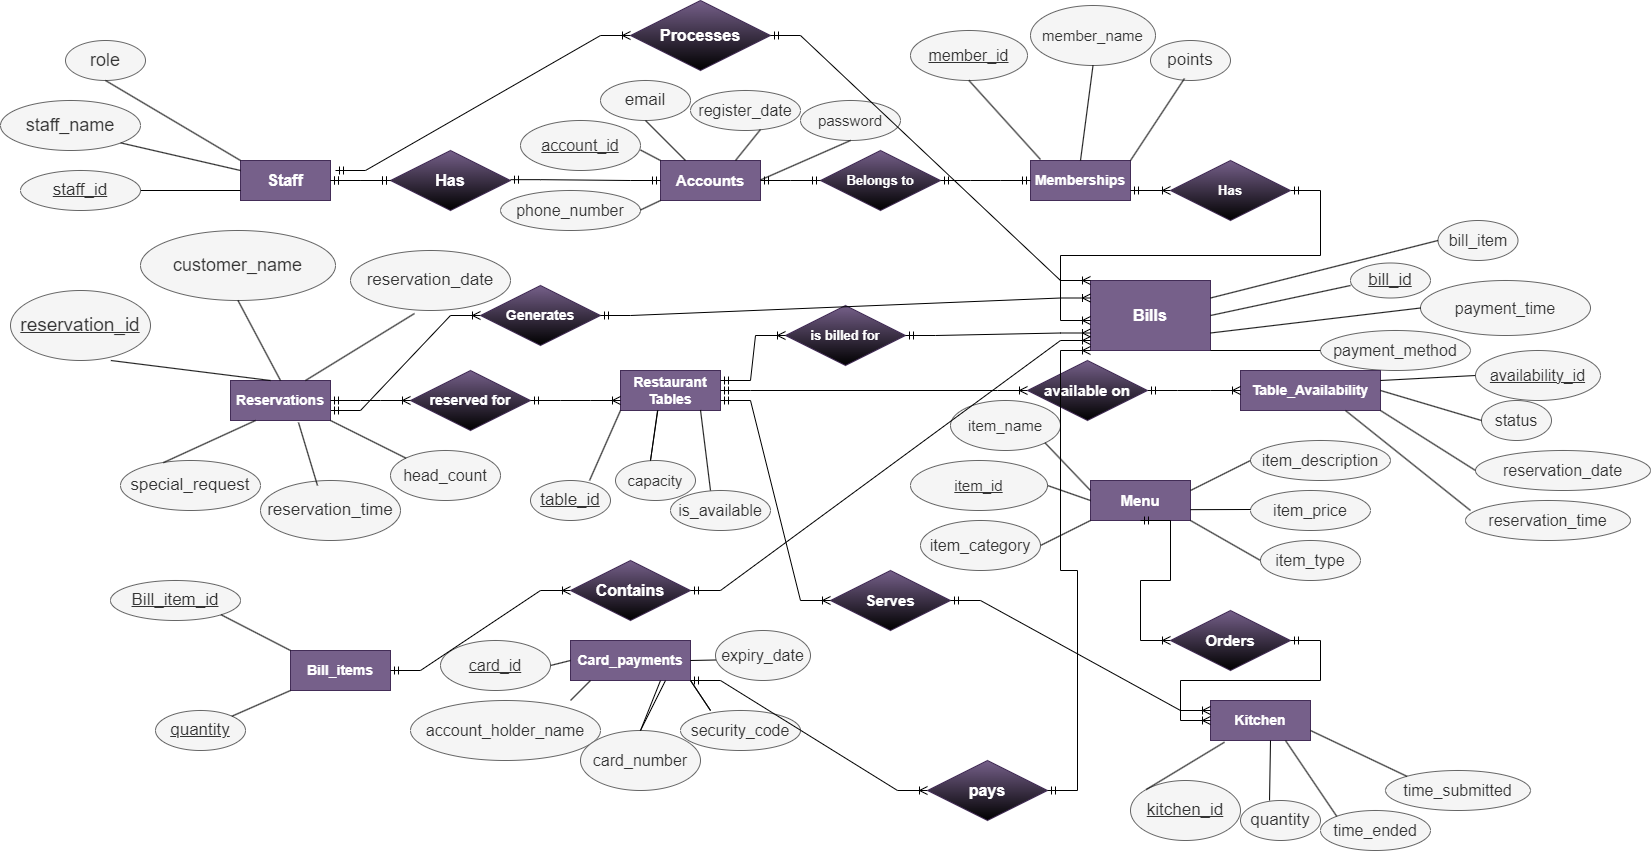 Processes
role
member_id
member_name
points
staff_name
email
register_date
password
account_id
staff_id
Staff
Has
Accounts
Belongs to
Memberships
Has
phone_number
customer_name
reservation_date
bill_item
bill_id
payment_time
reservation_id
Generates
is billed for
Bills
payment_method
Reservations
reserved for
Restaurant
Tables
available on
Table_Availability
availability_id
status
item_name
special_request
head_count
reservation_time
table_id
capacity
is_available
item_id
Menu
item_description
reservation_date
item_price
reservation_time
item_category
item_type
Bill_item_id
Contains
Serves
Orders
Bill_items
card_id
Card_payments
expiry_date
quantity
account_holder_name
card_number
security_code
Kitchen
pays
kitchen_id
quantity
time_ended
time_submitted